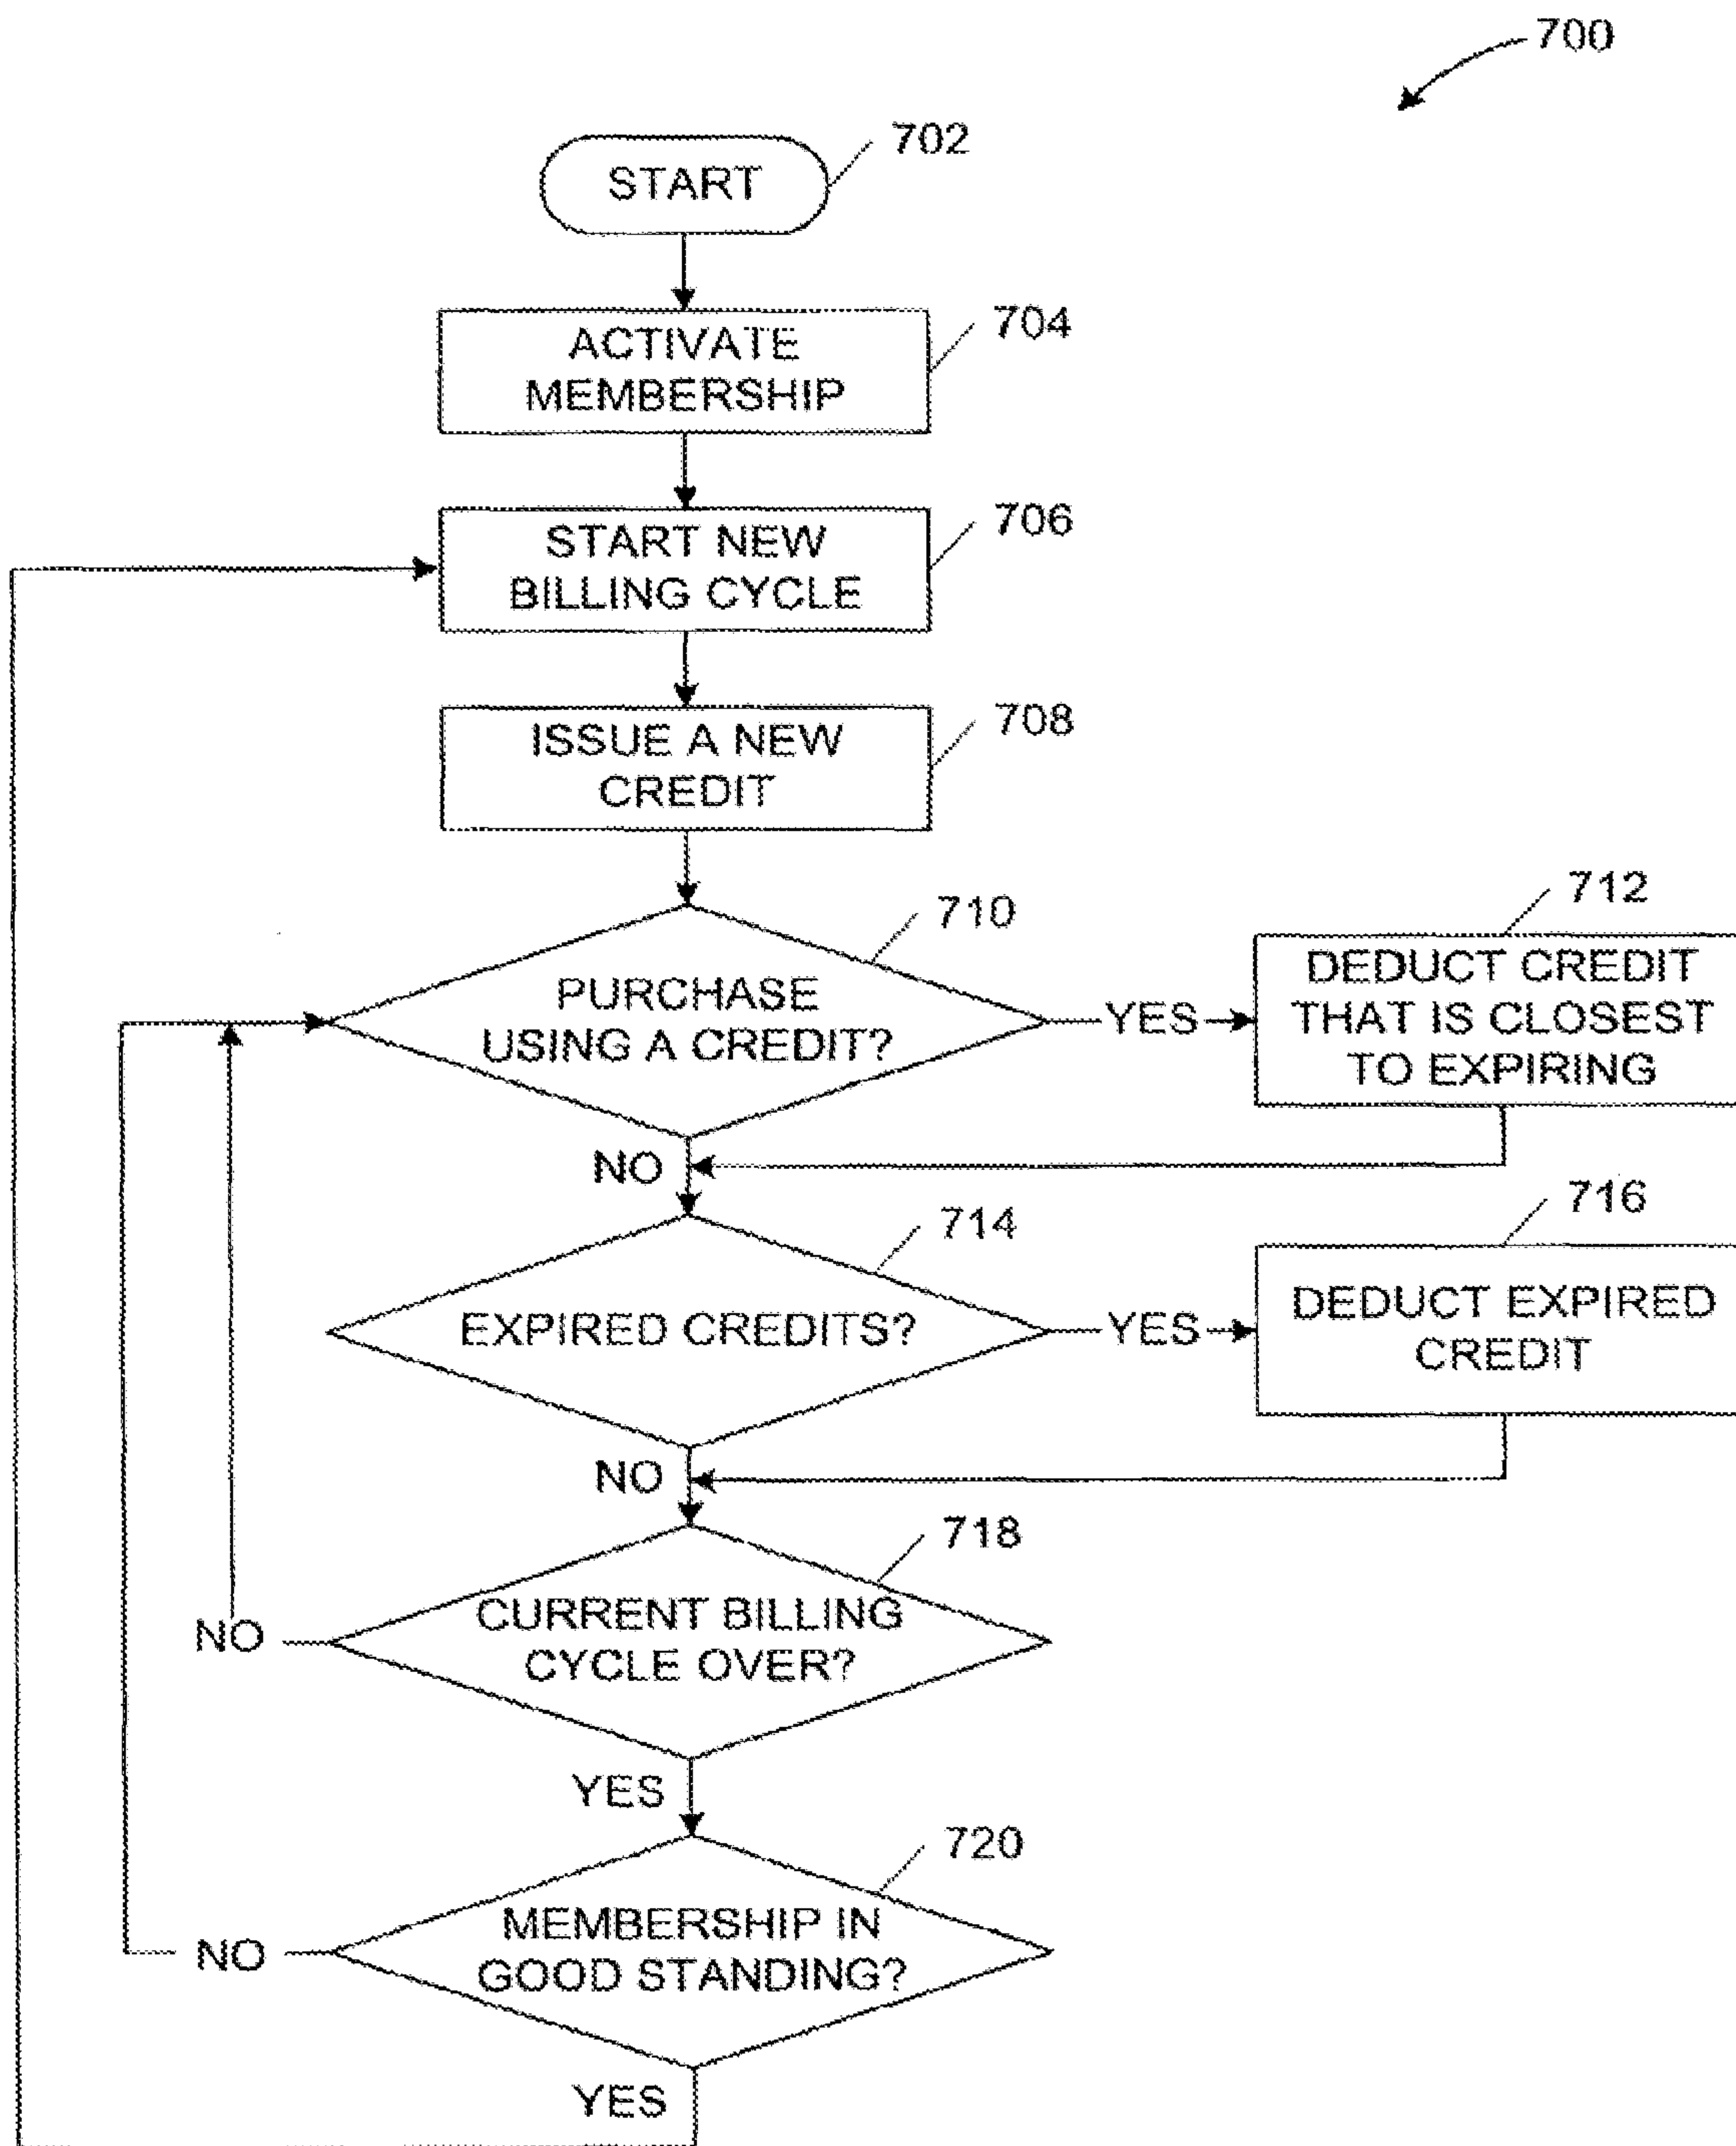 700
702
START
704
ACTIVATE
MEMBERSHIP
706
START NEW
BILLING CYCLE
708
ISSUE A NEW
CREDIT
710
PURCHASE
USING A CREDIT?
YES
712
DEDUCT CREDIT
THAT IS CLOSEST
TO EXPIRING
NO
714
EXPIRED CREDITS?
YES
716
DEDUCT EXPIRED
CREDIT
NO
718
CURRENT BILLING
CYCLE OVER?
NO
YES
720
MEMBERSHIP IN
GOOD STANDING?
NO
YES